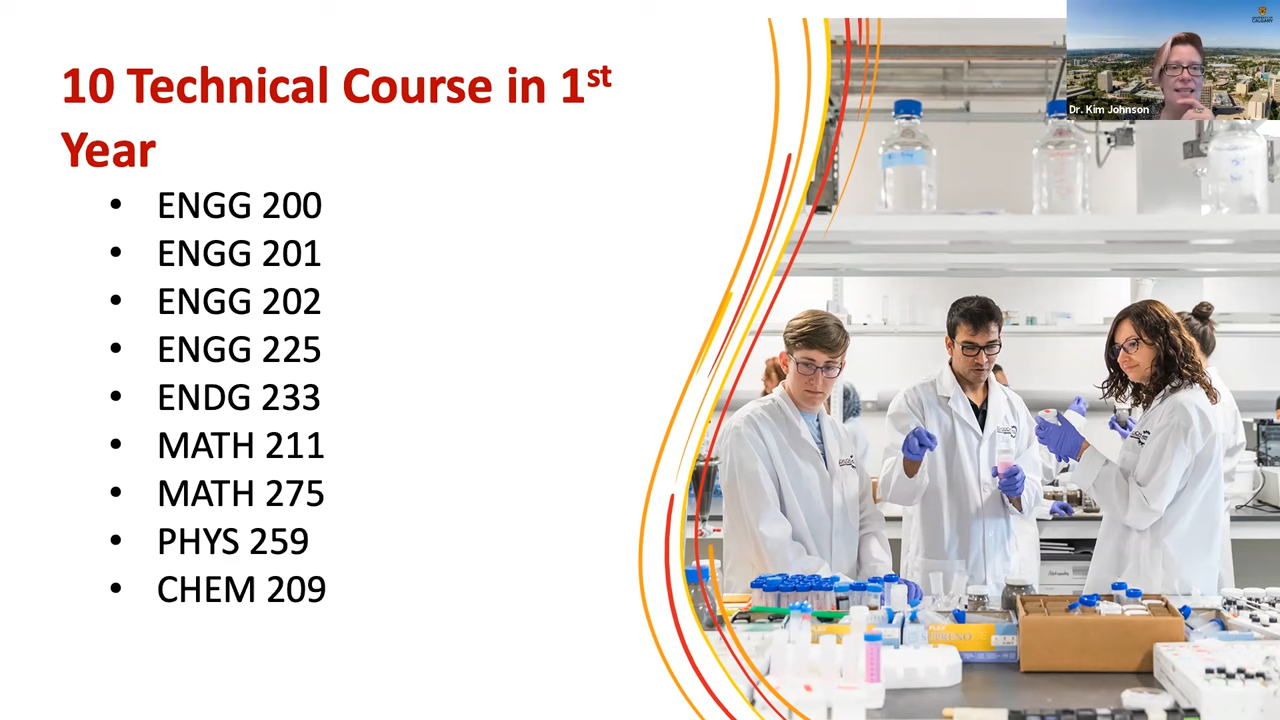 10 Technical Course in 1st
Year
• ENGG 200
• ENGG 201
• ENGG 202
• ENGG 225
• ENDG 233
• MATH 211
• MATH 275
• PHYS 259
• CHEM 209
Dr. Kim Johnson
CALGARY